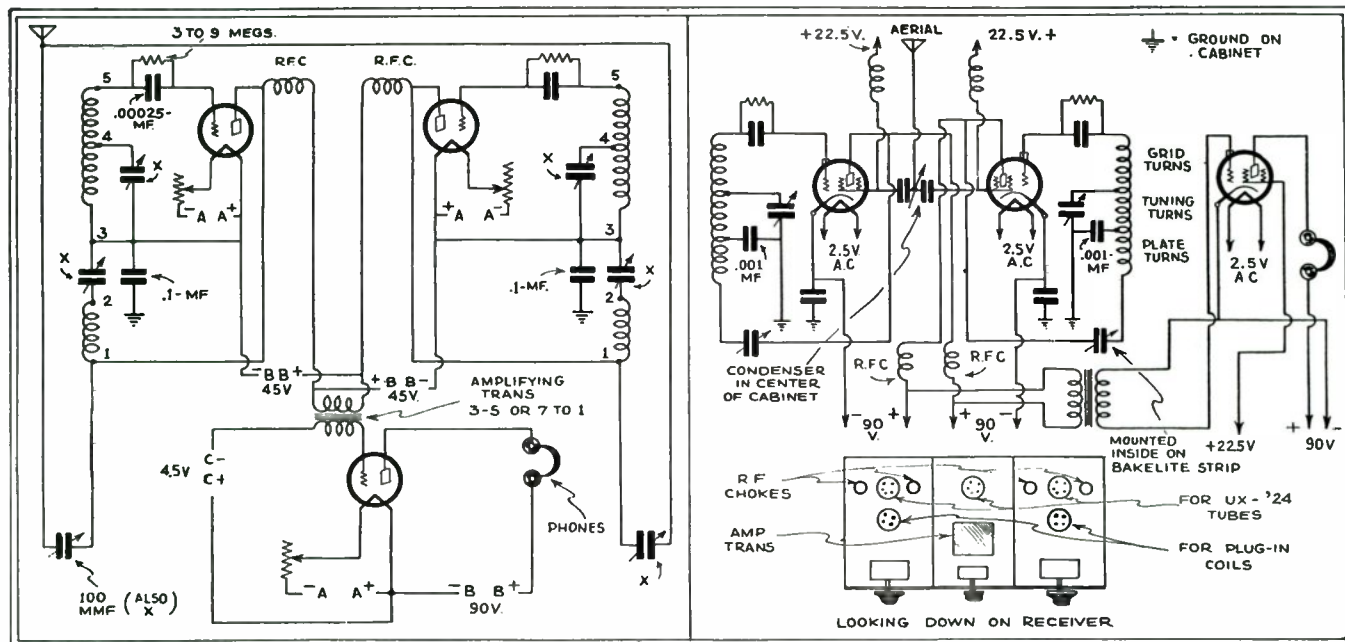 3 TO 9 MEGS.
R.F.C
R.F.C.
5
5
.00025-
MF.
4
4
X
X
- A A+
+ A A-
3
3
X
X
.1-MF
.1-MF.
2
2
1
1
- B B+
45V
+ B B-
45V.
AMPLIFYING
TRANS
3-5 OR 7 TO 1
4.5V
C-
C+
PHONES
- A A+
- B B+
90V.
100
MMF (ALSO
X)
X
+22.5V.
AERIAL
22.5V.+
= GROUND ON
CABINET
GRID
TURNS
TUNING
TURNS
PLATE
TURNS
.001
MF
2.5V
A.C
2.5V
A.C
.001-
MF
2.5V
A C
CONDENSER
IN CENTER
OF CABINET
R.F.C
R.F.C
- +
90
V.
+ -
90
V.
MOUNTED
INSIDE ON
BAKELITE STRIP
+22.5V
+ -
90V
R F
CHOKES
FOR UX-'24
TUBES
AMP
TRANS
FOR PLUG-IN
COILS
LOOKING DOWN ON RECEIVER